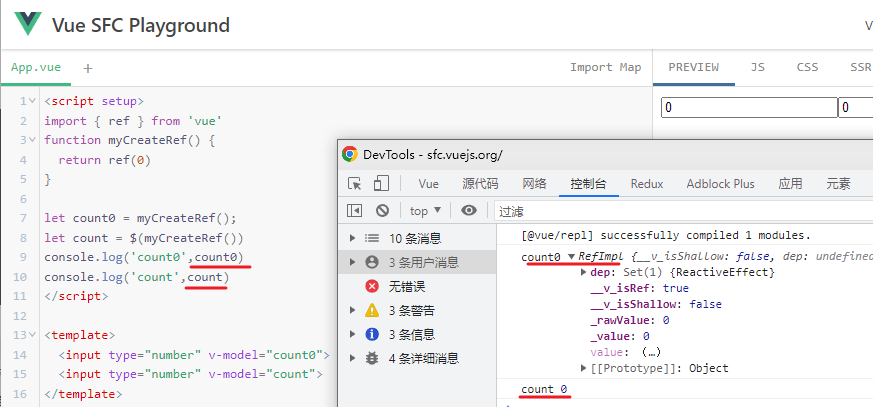 Vue SFC Playground
V
App.vue +
Import Map
PREVIEW JS CSS SSR
1 <script setup>
2 import { ref } from 'vue'
3 function myCreateRef() {
4 return ref(0)
5 }
6
7 let count0 = myCreateRef();
8 let count = $(myCreateRef())
9 console.log('count0',count0)
10 console.log('count',count)
11 </script>
12
13 <template>
14 <input type="number" v-model="count0">
15 <input type="number" v-model="count">
16 </template>
0 0
DevTools - sfc.vuejs.org/
Vue 源代码 网络 控制台 Redux Adblock Plus 应用 元素
top ▼ 过滤
10 条消息
3 条用户消息
无错误
3 条警告
3 条信息
4 条详细消息
[@vue/repl] successfully compiled 1 modules.
count0 ▼RefImpl {__v_isShallow: false, dep: undefined
▶ dep: Set(1) {ReactiveEffect}
__v_isRef: true
__v_isShallow: false
_rawValue: 0
_value: 0
value: (…)
▶ [[Prototype]]: Object
count 0